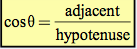 cosθ = adjacent / hypotenuse